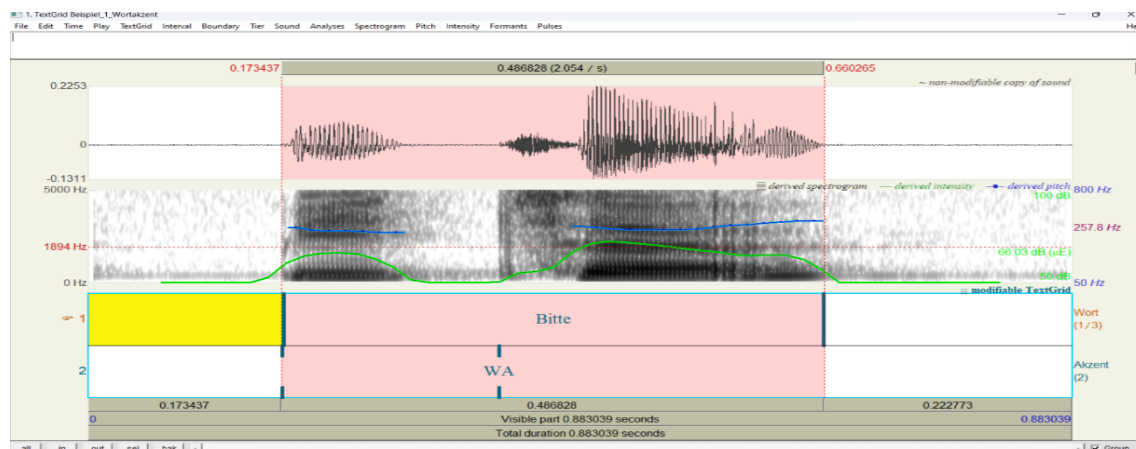 1. TextGrid Beispiel_1_Wortakzent
File Edit Time Play TextGrid Interval Boundary Tier Sound Analyses Spectrogram Pitch Intensity Formants Pulses He
0.173437 0.486828 (2.054 / s) 0.660265
0.2253 ~ non-modifiable copy of sound
0
-0.1311
5000 Hz derived spectrogram derived intensity derived pitch 800 Hz
100 dB
1894 Hz 257.8 Hz
66.03 dB (µE)
50 dB
0 Hz 50 Hz
modifiable TextGrid
1 Bitte Wort
(1/3)
2 WA Akzent
(2)
0.173437 0.486828 0.222773
0 Visible part 0.883039 seconds 0.883039
Total duration 0.883039 seconds
all in out sel bak Group